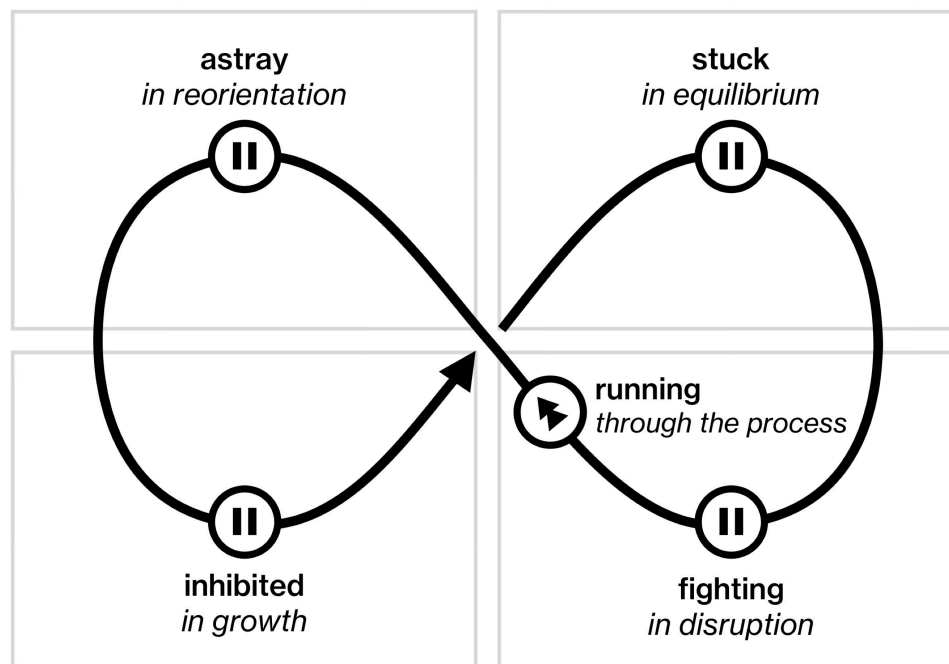 astray
in reorientation
stuck
in equilibrium
running
through the process
inhibited
in growth
fighting
in disruption